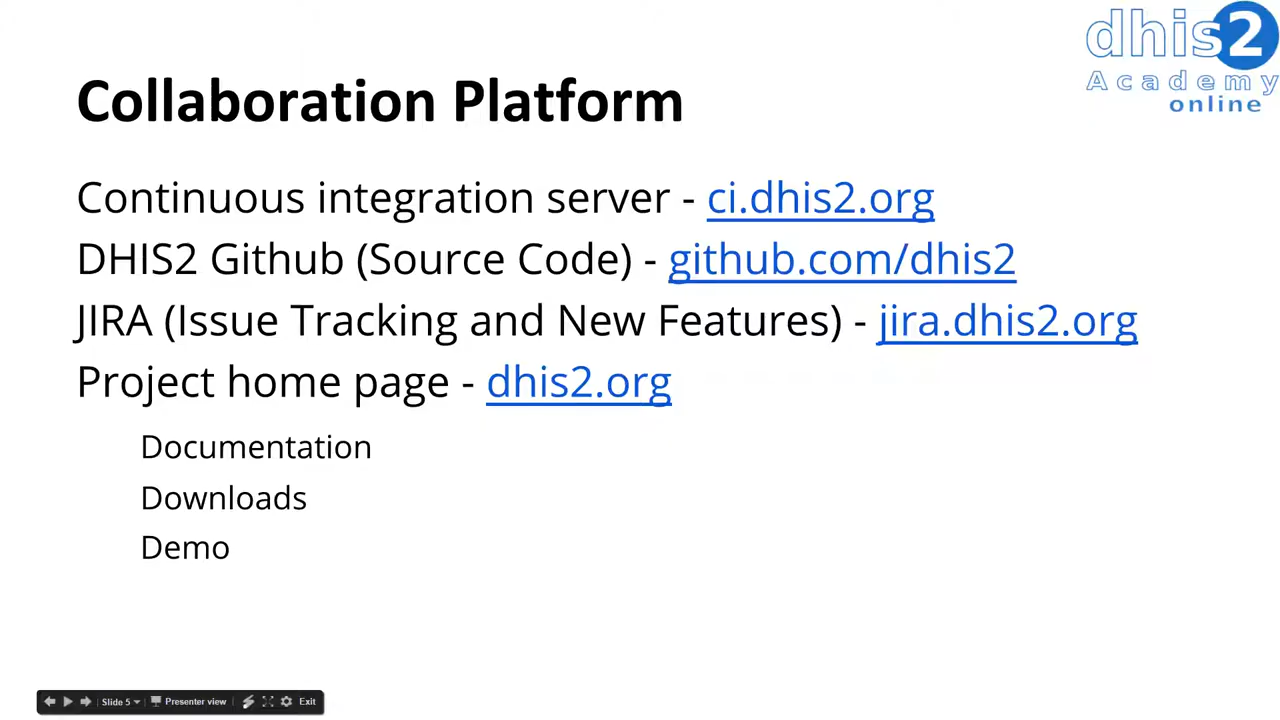 dhis2
Academy
online
Collaboration Platform
Continuous integration server - ci.dhis2.org
DHIS2 Github (Source Code) - github.com/dhis2
JIRA (Issue Tracking and New Features) - jira.dhis2.org
Project home page - dhis2.org
Documentation
Downloads
Demo
Slide 5 Presenter view Exit